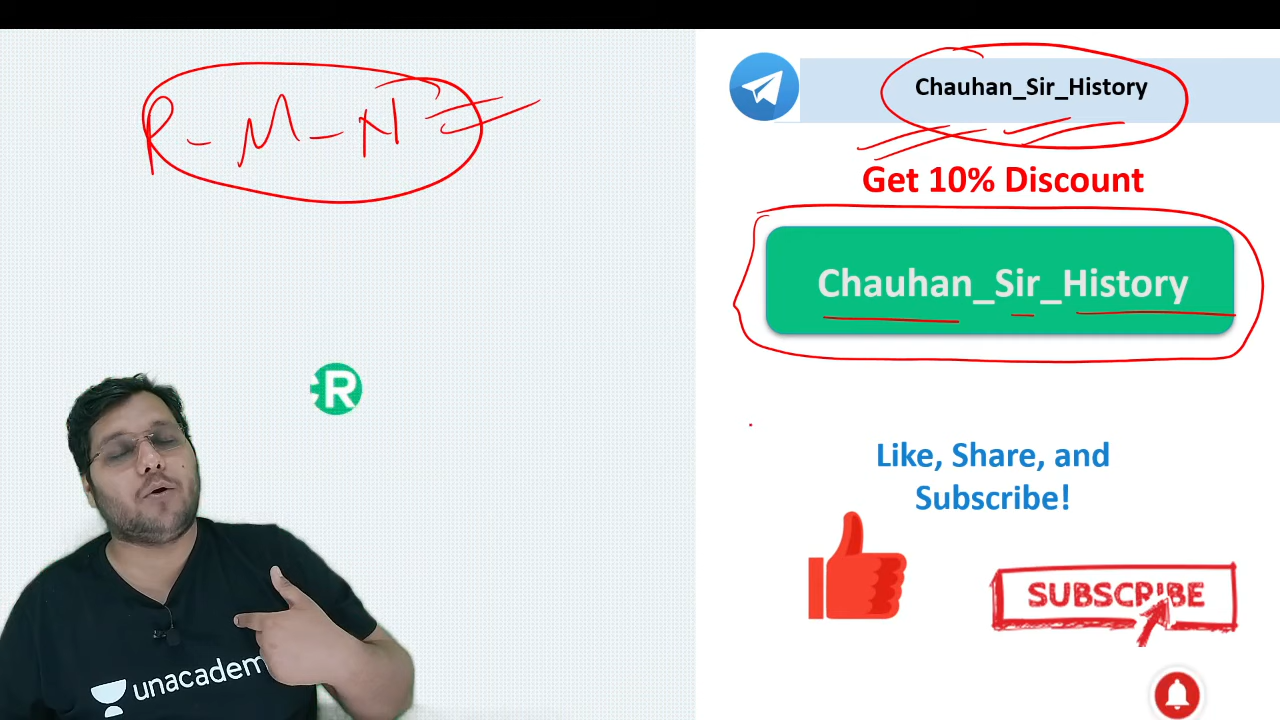 R-M-N
Chauhan_Sir_History
Get 10% Discount
Chauhan_Sir_History
Like, Share, and
Subscribe!
SUBSCRIBE
R
unacadem